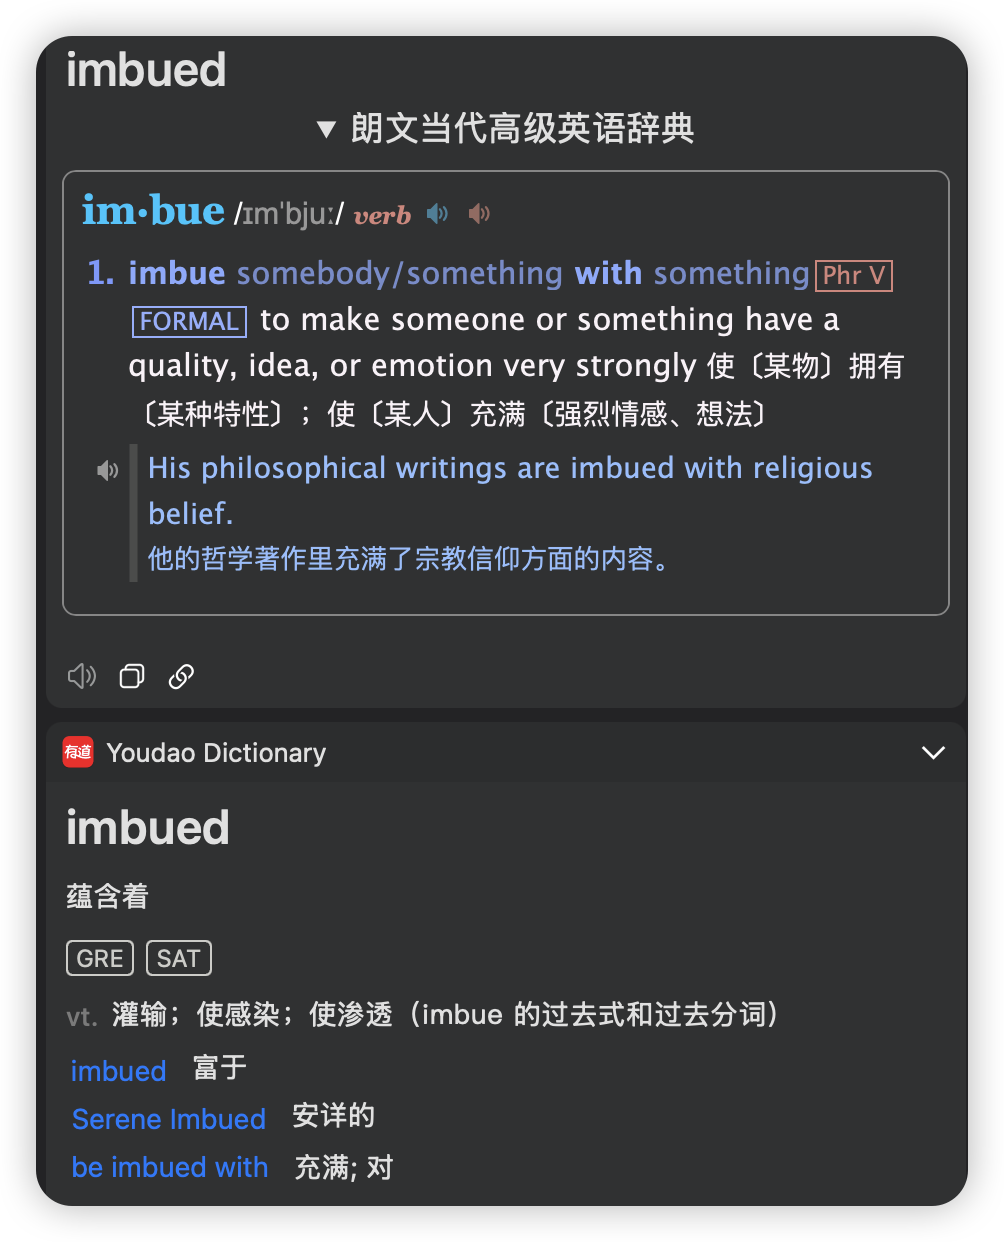 imbued
▼ 朗文当代高级英语辞典
im·bue /ɪmˈbjuː/ verb
1. imbue somebody/something with something Phr V
FORMAL to make someone or something have a
quality, idea, or emotion very strongly 使〔某物〕拥有
〔某种特性〕；使〔某人〕充满〔强烈情感、想法〕
His philosophical writings are imbued with religious
belief.
他的哲学著作里充满了宗教信仰方面的内容。
有道 Youdao Dictionary
imbued
蕴含着
GRE SAT
vt. 灌输；使感染；使渗透（imbue 的过去式和过去分词）
imbued 富于
Serene Imbued 安详的
be imbued with 充满; 对